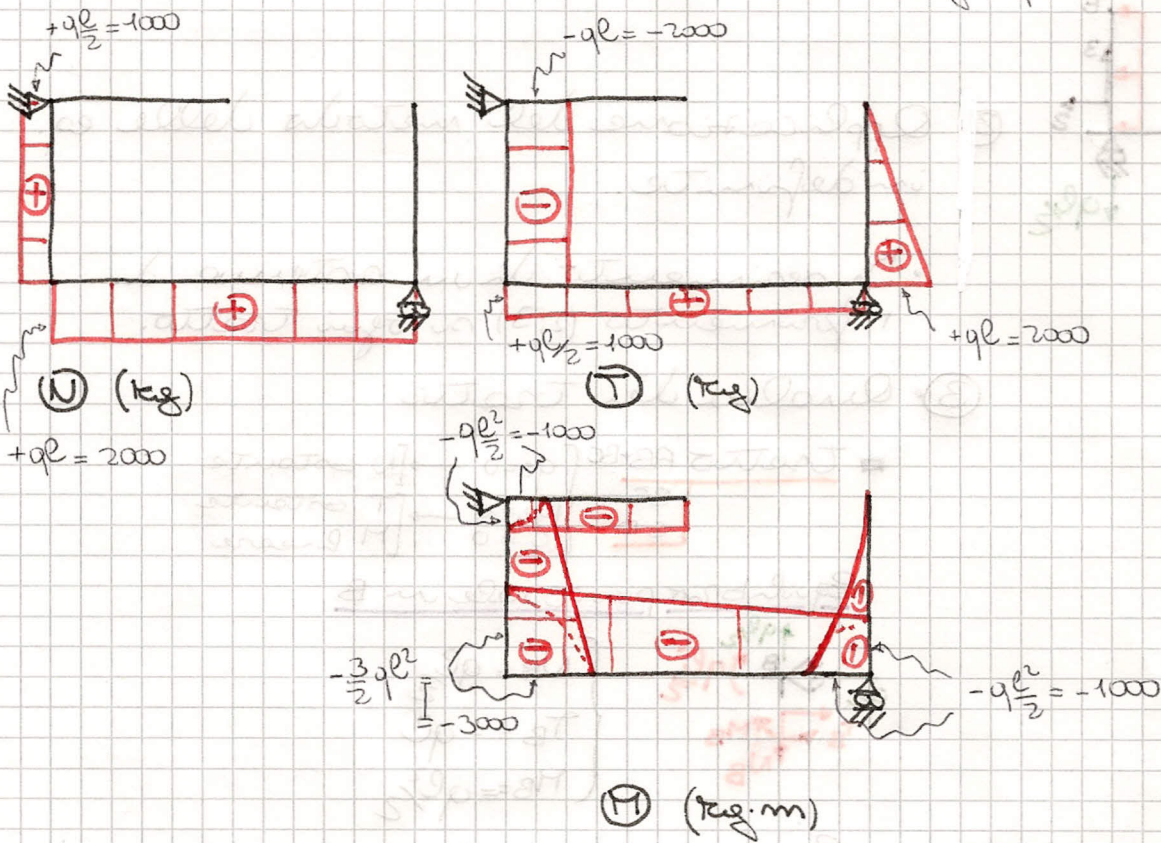 +ql/2 = 1000
-ql = -2000
+
-
+
+
+ql/2 = 1000
+ql = 2000
N (kg)
T (kg)
+ql = 2000
-ql²/2 = -1000
-
-
-
-
-
-
-3/2 ql² =
= -3000
-ql²/2 = -1000
M (kg·m)